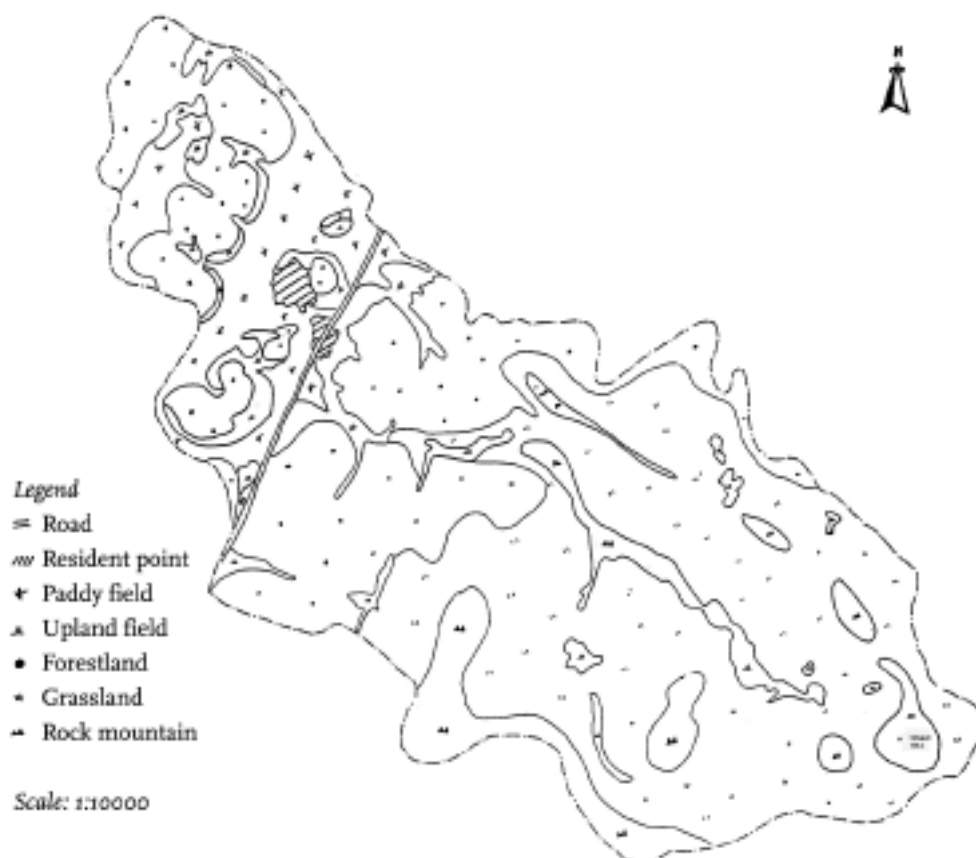 N
Legend
Road
Resident point
Paddy field
Upland field
Forestland
Grassland
Rock mountain
Scale: 1:10000